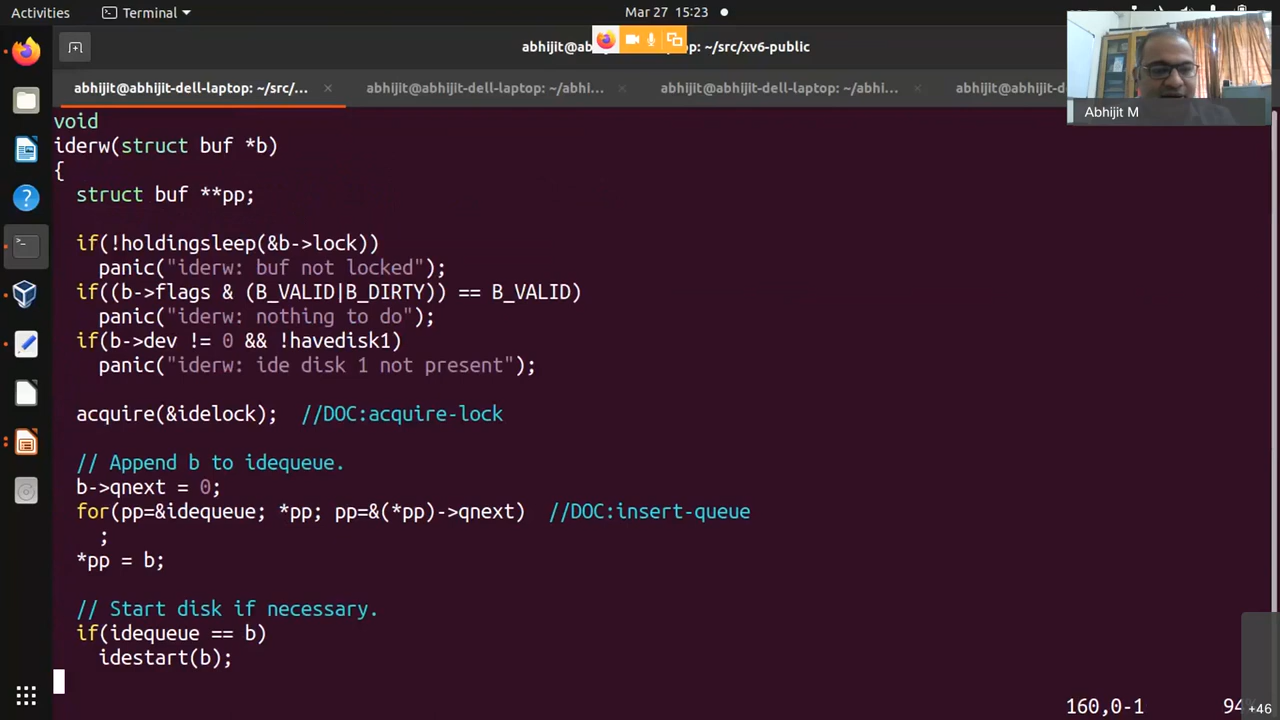 Activities
Terminal
Mar 27 15:23
abhijit@ab
op: ~/src/xv6-public
abhijit@abhijit-dell-laptop: ~/src/...
abhijit@abhijit-dell-laptop: ~/abhi...
abhijit@abhijit-dell-laptop: ~/abhi...
abhijit@abhijit-d
Abhijit M
void
iderw(struct buf *b)
{
  struct buf **pp;
  if(!holdingsleep(&b->lock))
    panic("iderw: buf not locked");
  if((b->flags & (B_VALID|B_DIRTY)) == B_VALID)
    panic("iderw: nothing to do");
  if(b->dev != 0 && !havedisk1)
    panic("iderw: ide disk 1 not present");
  acquire(&idelock);  //DOC:acquire-lock
  // Append b to idequeue.
  b->qnext = 0;
  for(pp=&idequeue; *pp; pp=&(*pp)->qnext)  //DOC:insert-queue
    ;
  *pp = b;
  // Start disk if necessary.
  if(idequeue == b)
    idestart(b);
160,0-1
94
+46